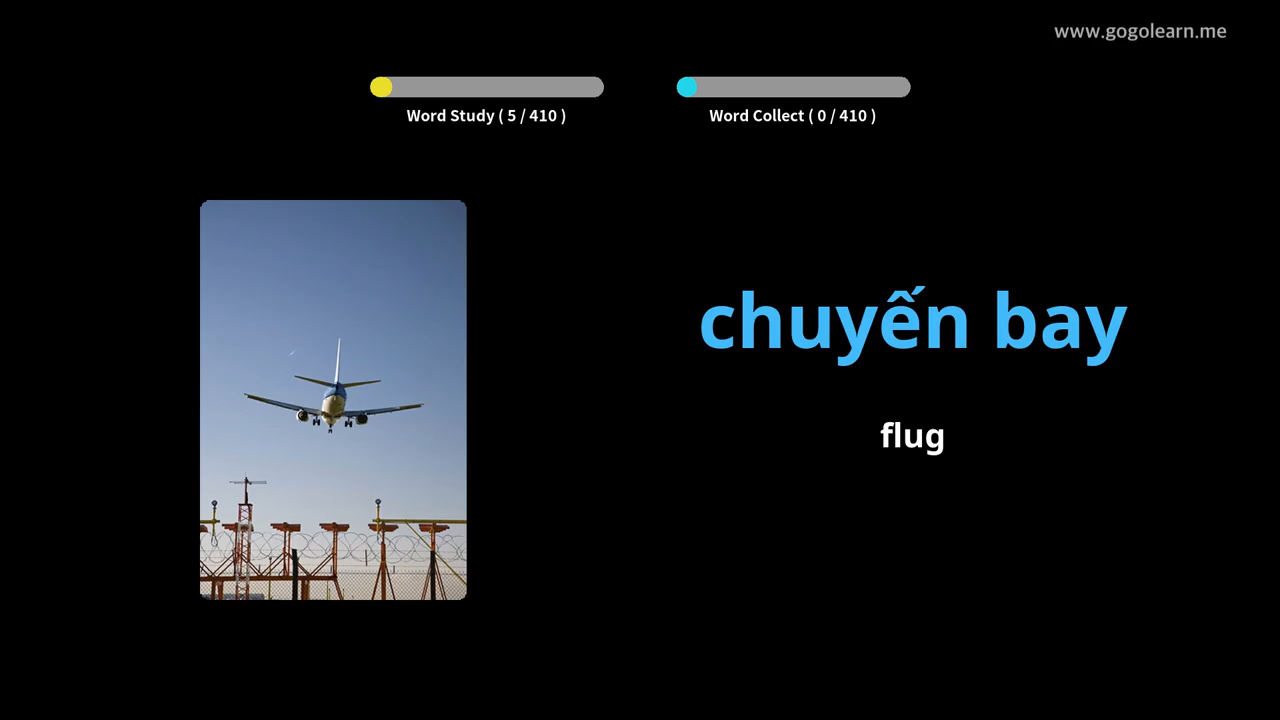 www.gogolearn.me
Word Study ( 5 / 410 )
Word Collect ( 0 / 410 )
chuyến bay
flug